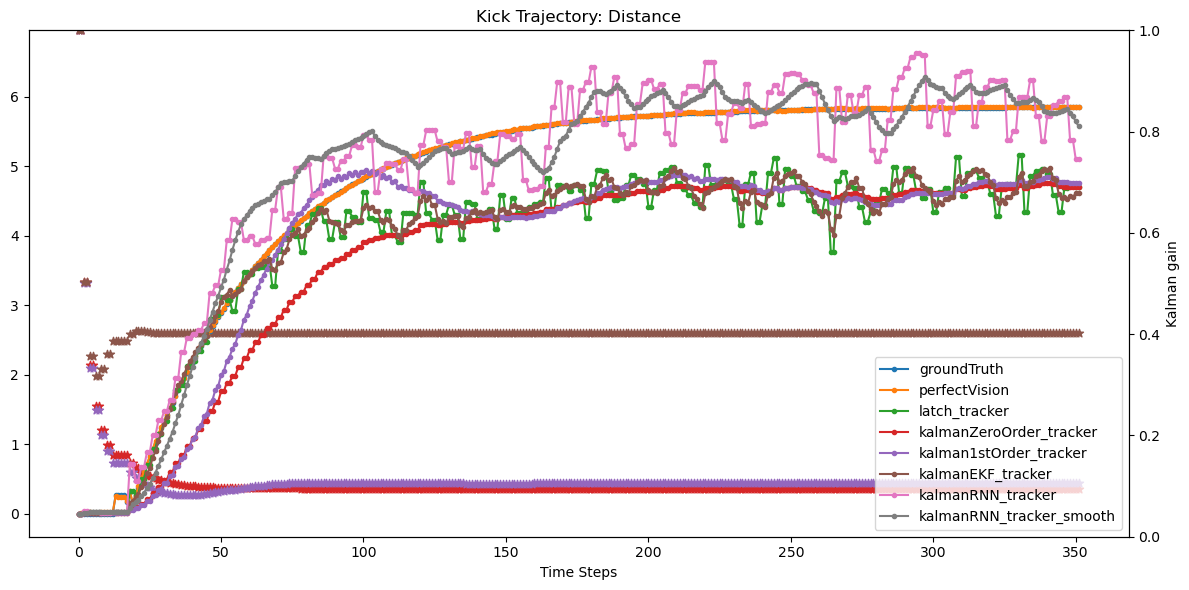 Kick Trajectory: Distance
6
5
4
3
2
1
0
1.0
0.8
0.6
0.4
0.2
0.0
Kalman gain
groundTruth
perfectVision
latch_tracker
kalmanZeroOrder_tracker
kalman1stOrder_tracker
kalmanEKF_tracker
kalmanRNN_tracker
kalmanRNN_tracker_smooth
0 50 100 150 200 250 300 350
Time Steps